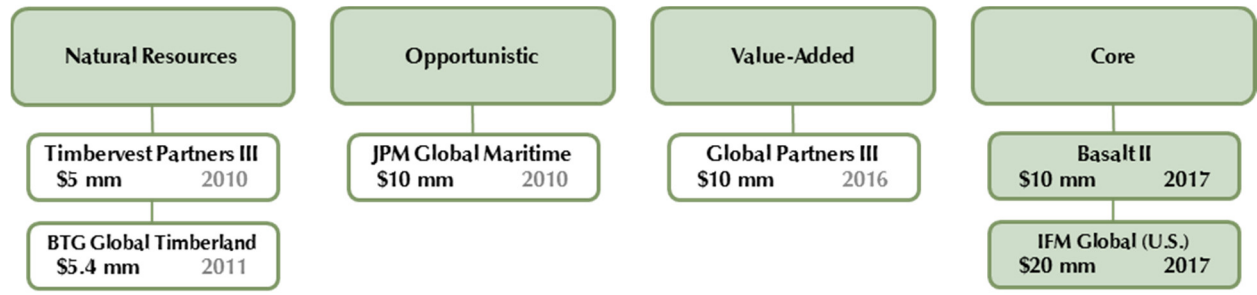 Natural Resources
Timbervest Partners III
$5 mm 2010
BTG Global Timberland
$5.4 mm 2011
Opportunistic
JPM Global Maritime
$10 mm 2010
Value-Added
Global Partners III
$10 mm 2016
Core
Basalt II
$10 mm 2017
IFM Global (U.S.)
$20 mm 2017